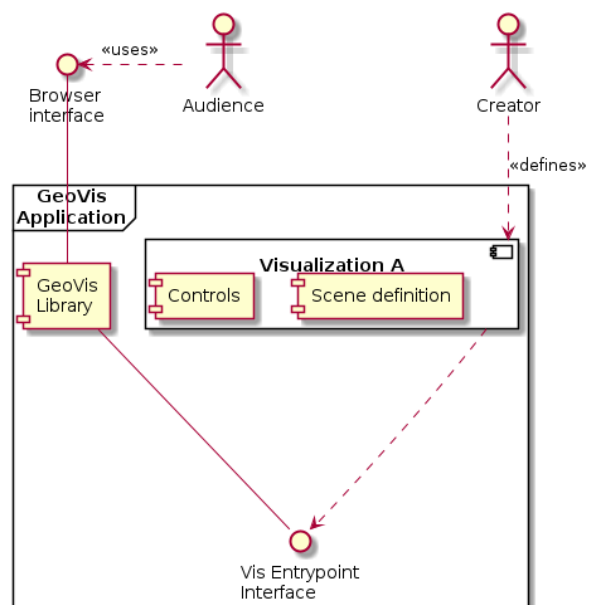 «uses»
Browser
interface
Audience
Creator
«defines»
GeoVis
Application
Visualization A
GeoVis
Library
Controls
Scene definition
Vis Entrypoint
Interface